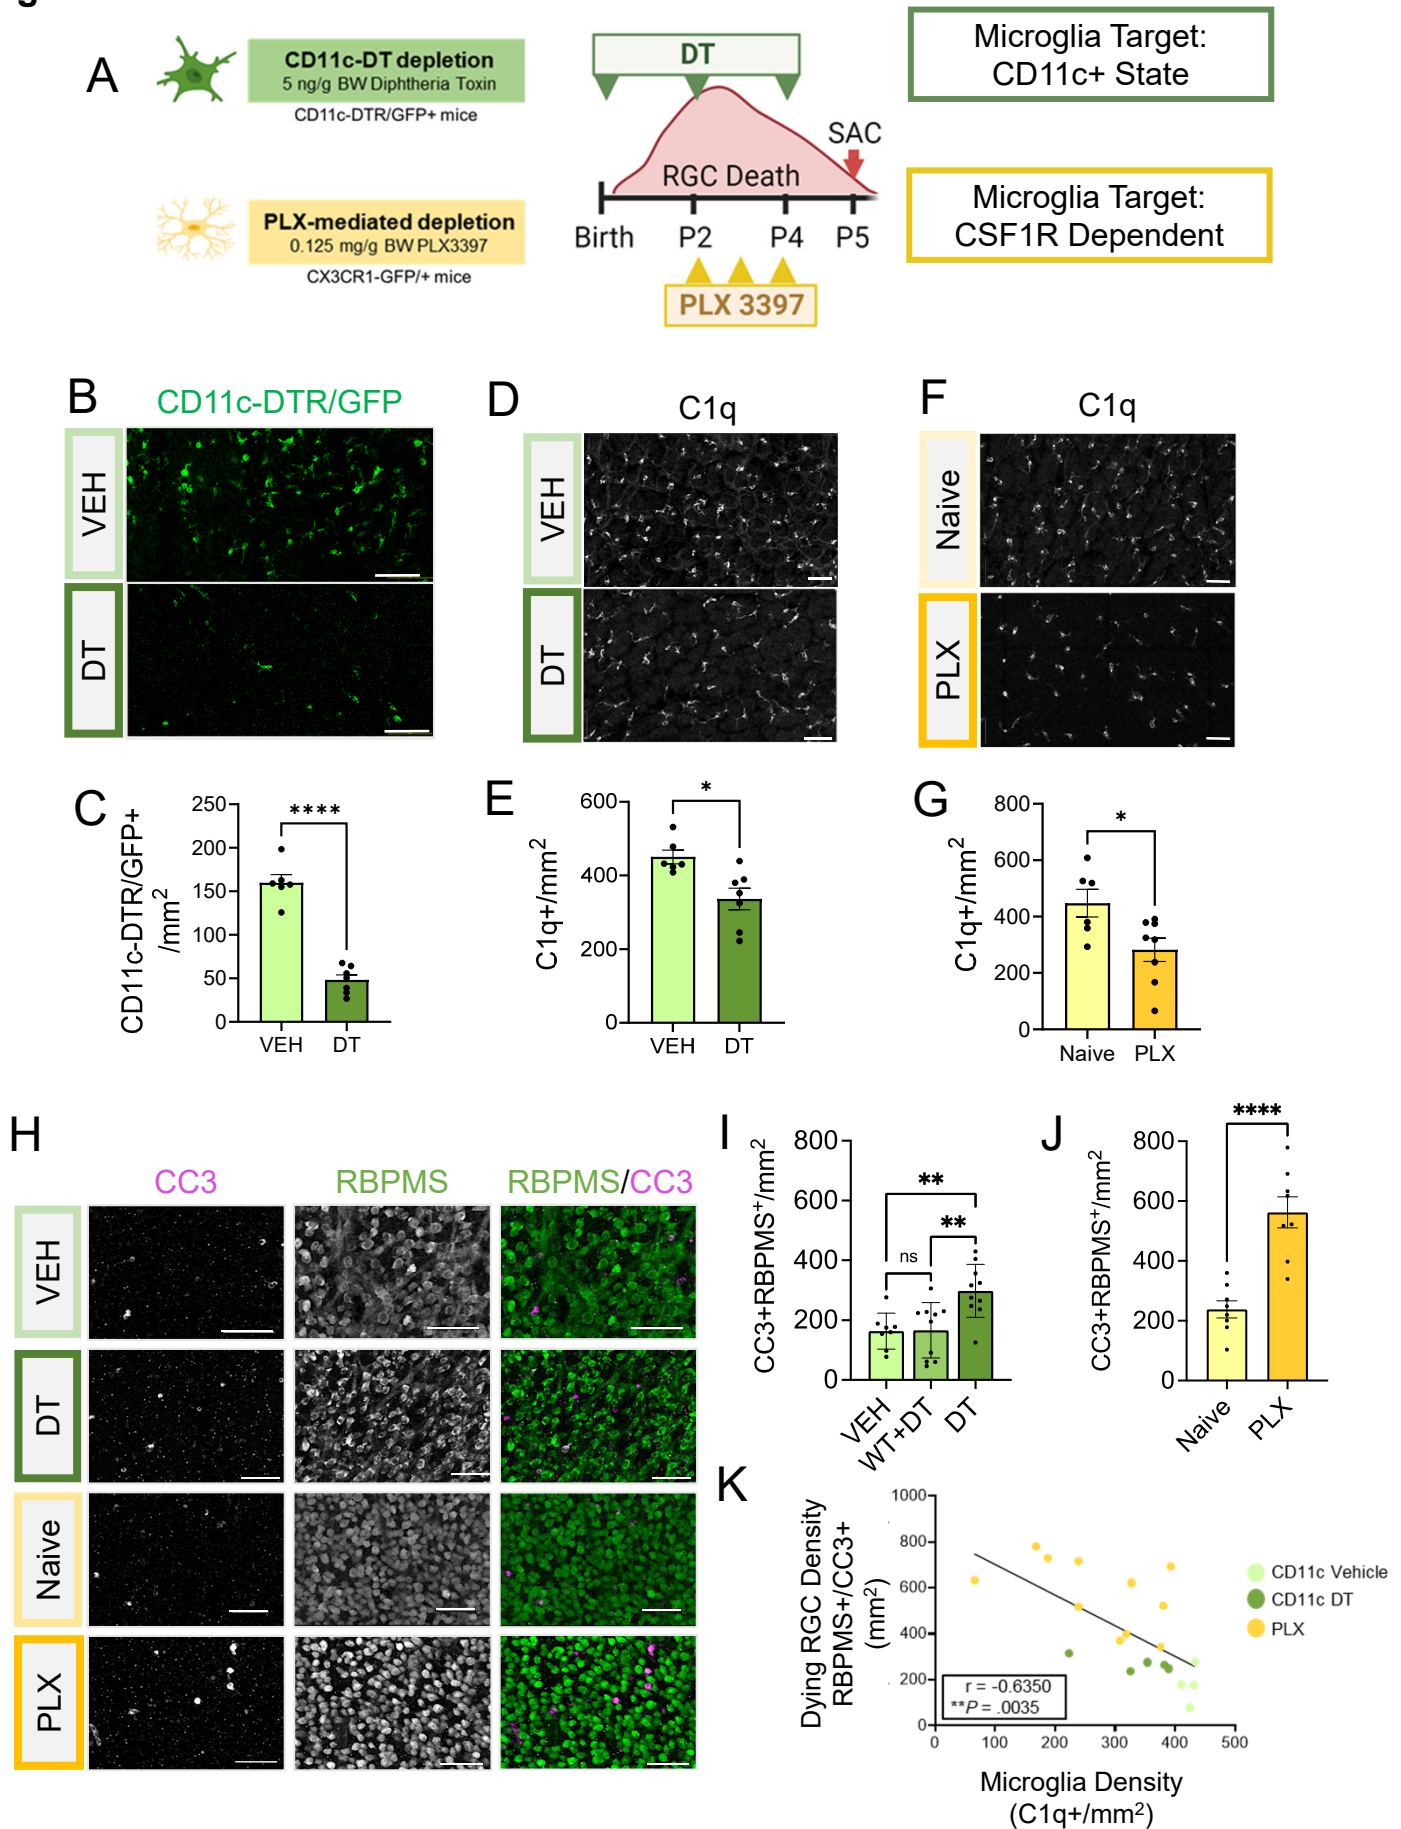 A
CD11c-DT depletion
5 ng/g BW Diphtheria Toxin
CD11c-DTR/GFP+ mice
PLX-mediated depletion
0.125 mg/g BW PLX3397
CX3CR1-GFP/+ mice
DT
SAC
RGC Death
Birth P2 P4 P5
PLX 3397
Microglia Target:
CD11c+ State
Microglia Target:
CSF1R Dependent
B
CD11c-DTR/GFP
VEH
DT
D
C1q
VEH
DT
F
C1q
Naive
PLX
C
CD11c-DTR/GFP+
/mm2
250
200
150
100
50
0
****
VEH DT
E
C1q+/mm2
600
400
200
0
*
VEH DT
G
C1q+/mm2
800
600
400
200
0
*
Naive PLX
H
CC3 RBPMS RBPMS/CC3
VEH
DT
Naive
PLX
I
CC3+RBPMS+/mm2
800
600
400
200
0
**
**
ns
VEH
WT+DT
DT
J
CC3+RBPMS+/mm2
800
600
400
200
0
****
Naive
PLX
K
Dying RGC Density
RBPMS+/CC3+
(mm2)
1000
800
600
400
200
0
r = -0.6350
**P = .0035
0 100 200 300 400 500
Microglia Density
(C1q+/mm2)
CD11c Vehicle
CD11c DT
PLX